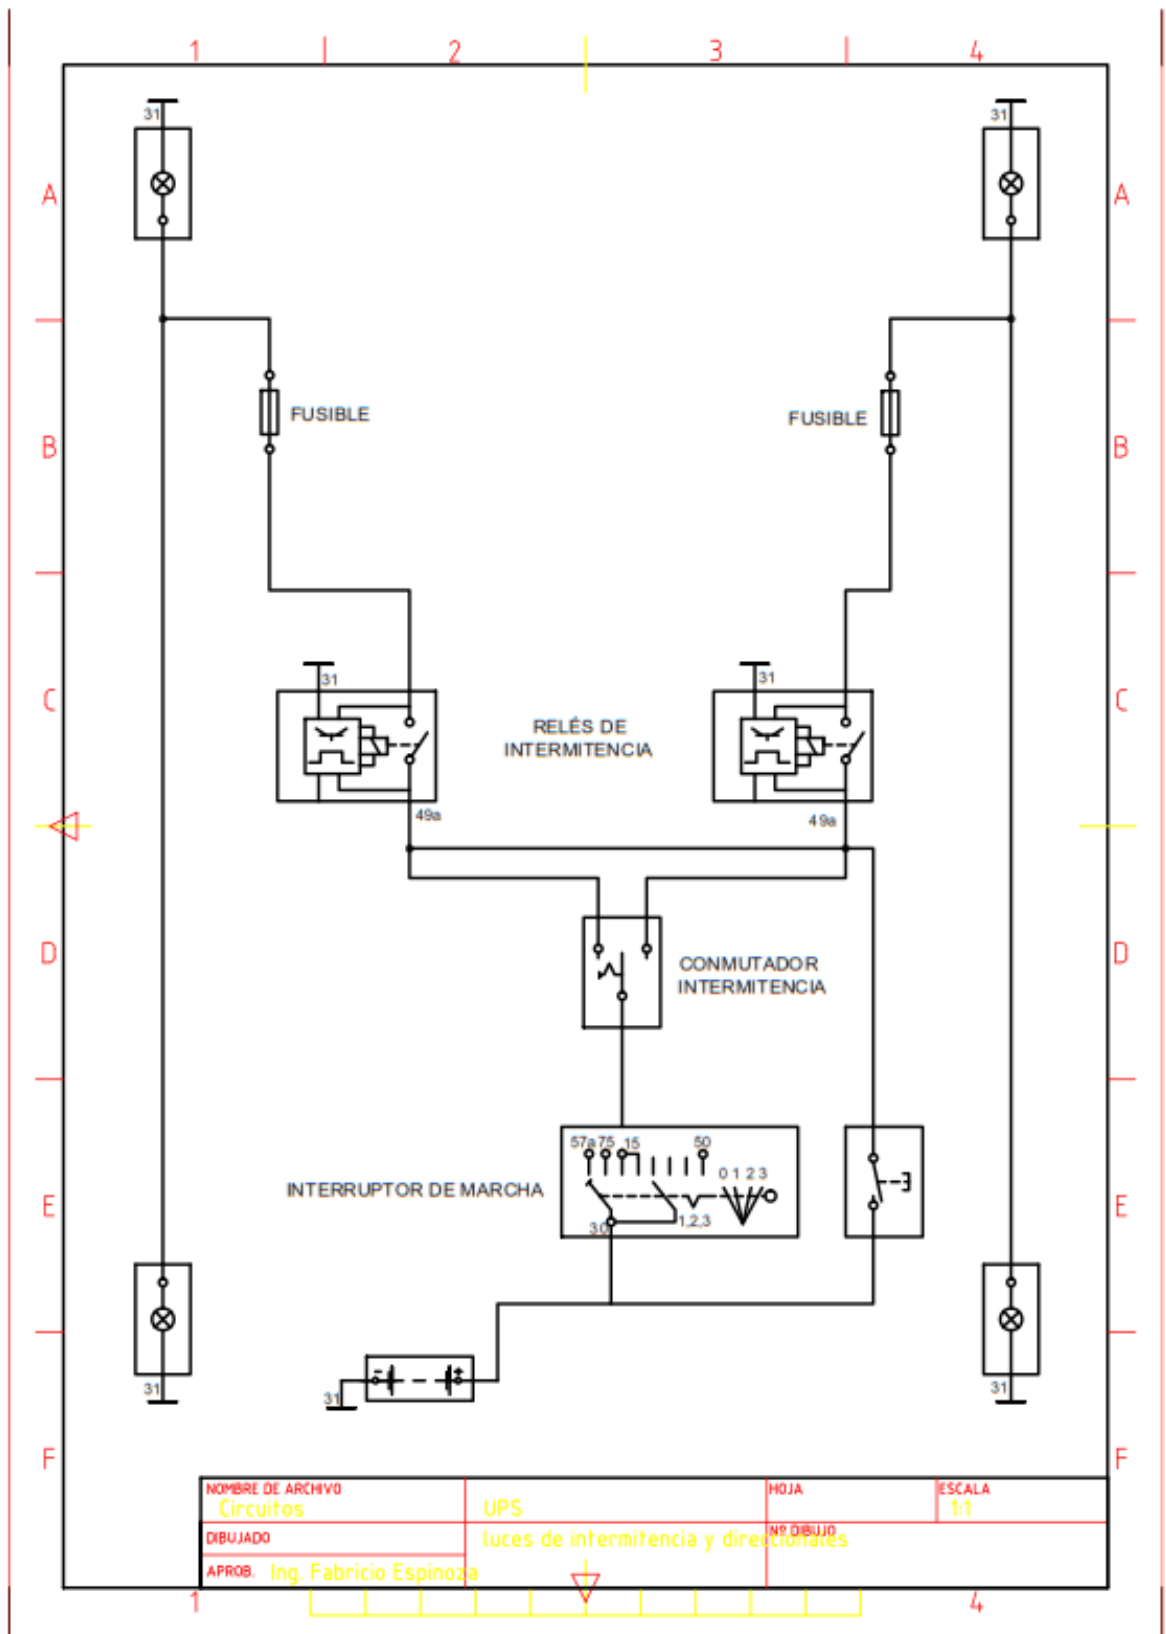 1 2 3 4
31 31
A A
FUSIBLE
FUSIBLE
B B
31 31
C C
RELÉS DE
INTERMITENCIA
49a 49a
D D
CONMUTADOR
INTERMITENCIA
57a 75 15 50
0 1 2 3
INTERRUPTOR DE MARCHA
E E
30 1,2,3
- +
31 31 31
F F
NOMBRE DE ARCHIVO HOJA ESCALA
Circuitos UPS 1:1
DIBUJADO luces de intermitencia y direccionales Nº DIBUJO
APROB. Ing. Fabricio Espinoza
1 4